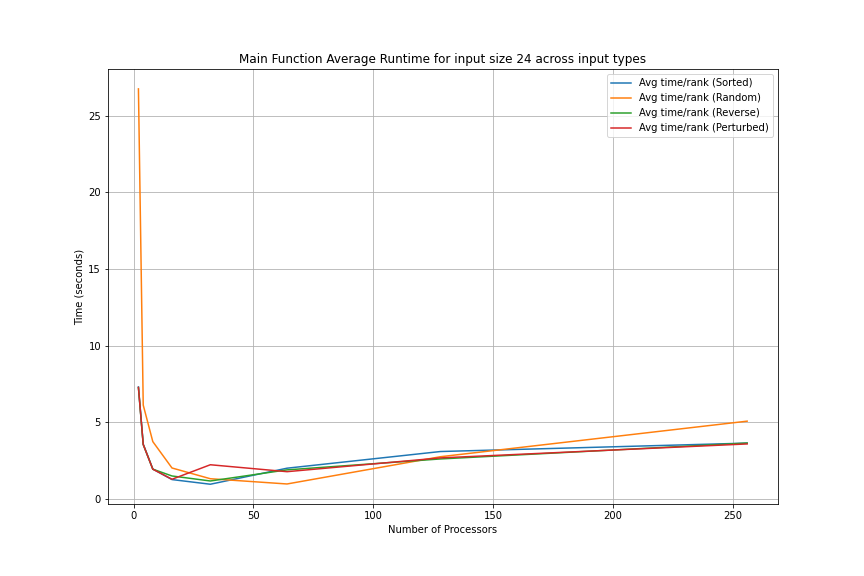 Main Function Average Runtime for input size 24 across input types
Avg time/rank (Sorted)
Avg time/rank (Random)
Avg time/rank (Reverse)
Avg time/rank (Perturbed)
Time (seconds)
25
20
15
10
5
0
0 50 100 150 200 250
Number of Processors